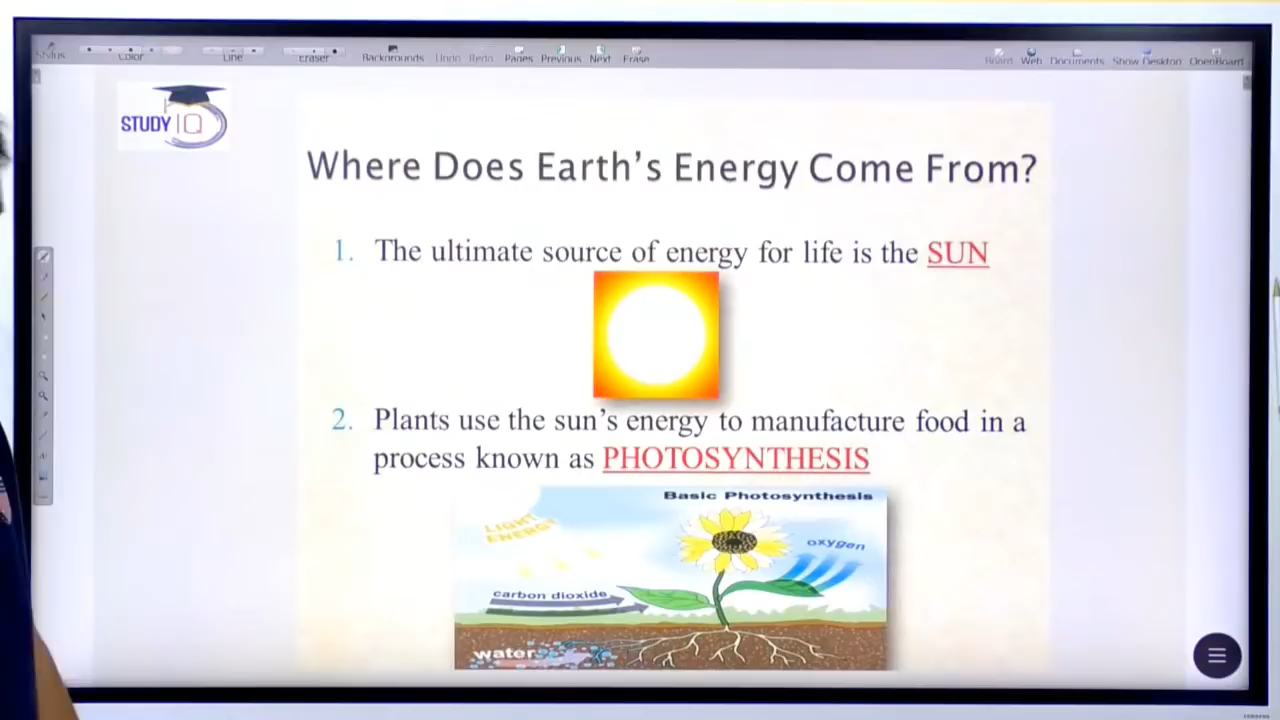 Stylus Color Line Eraser Backgrounds Undo Redo Pages Previous Next Erase Board Web Documents Show Desktop OpenBoard
STUDY IQ
Where Does Earth's Energy Come From?
1. The ultimate source of energy for life is the SUN
2. Plants use the sun's energy to manufacture food in a
process known as PHOTOSYNTHESIS
Basic Photosynthesis
LIGHT
ENERGY
oxygen
carbon dioxide
water